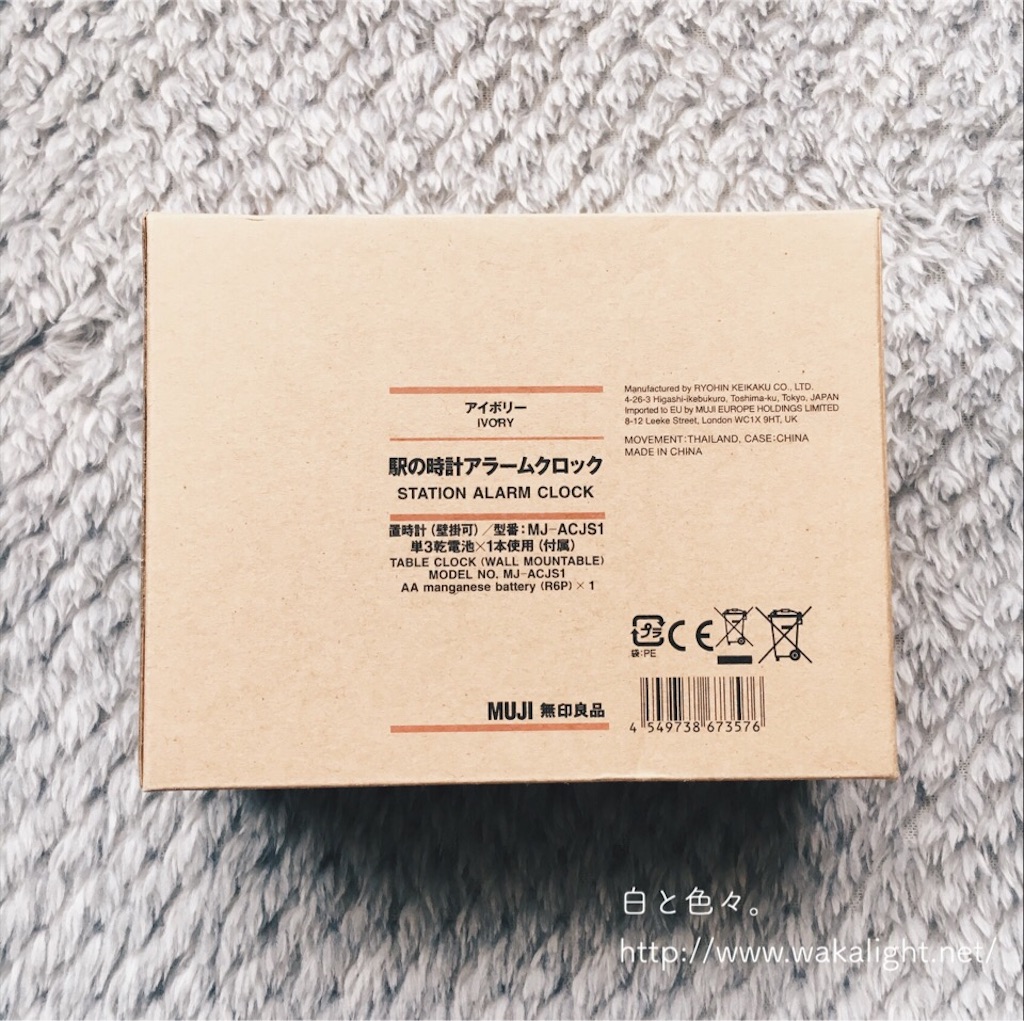 アイボリー
IVORY
駅の時計アラームクロック
STATION ALARM CLOCK
置時計（壁掛可）／型番：MJ-ACJS1
単3乾電池×1本使用（付属）
TABLE CLOCK (WALL MOUNTABLE)
MODEL NO. MJ-ACJS1
AA manganese battery (R6P) × 1
MUJI 無印良品
Manufactured by RYOHIN KEIKAKU CO., LTD.
4-26-3 Higashi-ikebukuro, Toshima-ku, Tokyo, JAPAN
Imported to EU by MUJI EUROPE HOLDINGS LIMITED
8-12 Leeke Street, London WC1X 9HT, UK
MOVEMENT:THAILAND, CASE:CHINA
MADE IN CHINA
プラ CE
袋:PE
4 549738 673576
白と色々。
http://www.wakalight.net/